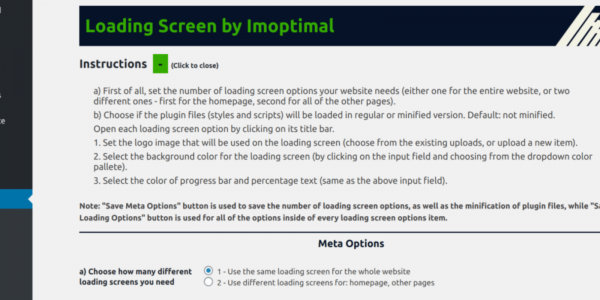 Loading Screen by Imoptimal
Instructions - (Click to close)
a) First of all, set the number of loading screen options your website needs (either one for the entire website, or two
different ones - first for the homepage, second for all of the other pages).
b) Choose if the plugin files (styles and scripts) will be loaded in regular or minified version. Default: not minified.
Open each loading screen option by clicking on its title bar.
1. Set the logo image that will be used on the loading screen (choose from the existing uploads, or upload a new item).
2. Select the background color for the loading screen (by clicking on the input field and choosing from the dropdown color
pallete).
3. Select the color of progress bar and percentage text (same as the above input field).
Note: "Save Meta Options" button is used to save the number of loading screen options, as well as the minification of plugin files, while "Sa
Loading Options" button is used for all of the options inside of every loading screen options item.
Meta Options
a) Choose how many different
loading screens you need
1 - Use the same loading screen for the whole website
2 - Use different loading screens for: homepage, other pages